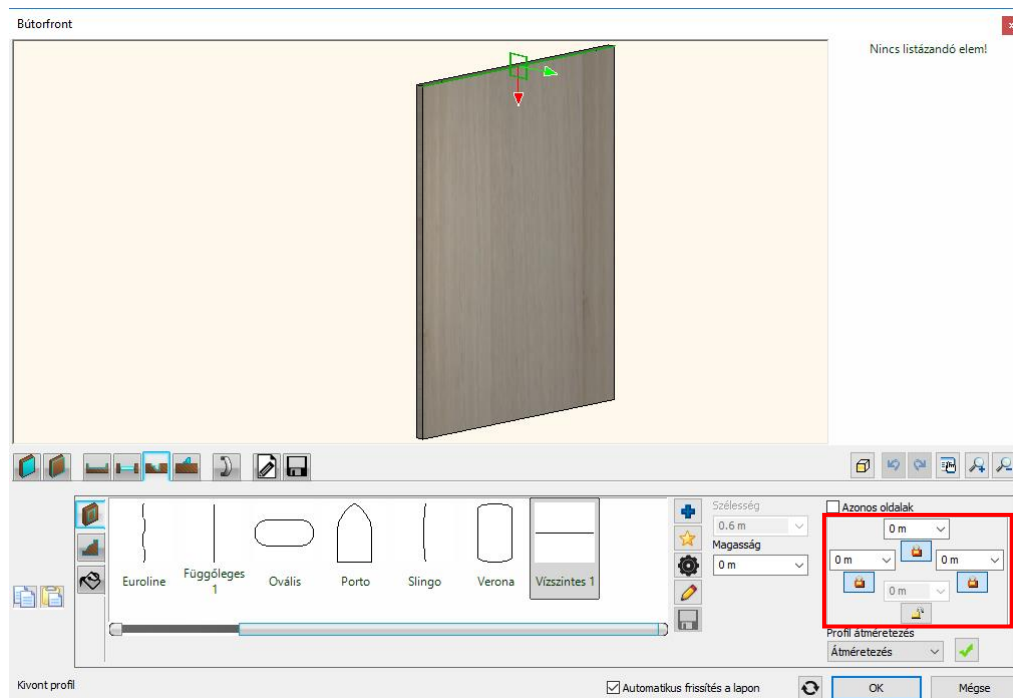 Bútorfront
x
Nincs listázandó elem!
Euroline
Függőleges
1
Ovális
Porto
Slingo
Verona
Vízszintes 1
Szélesség
0.6 m
Magasság
0 m
Azonos oldalak
0 m
0 m
0 m
0 m
Profil átméretezés
Átméretezés
Kivont profil
Automatikus frissítés a lapon
OK
Mégse